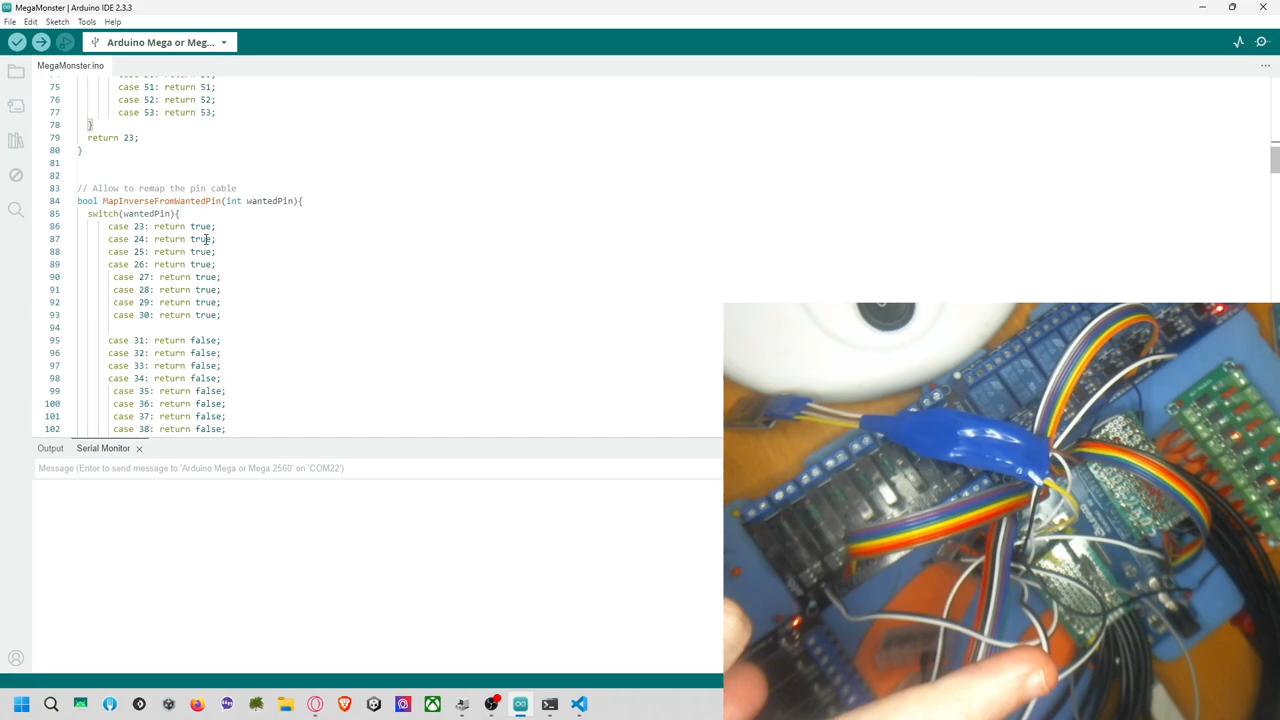 MegaMonster | Arduino IDE 2.3.3
File Edit Sketch Tools Help
Arduino Mega or Meg...
MegaMonster.ino
75 case 51: return 51;
76 case 52: return 52;
77 case 53: return 53;
78 }
79 return 23;
80 }
81
82
83 // Allow to remap the pin cable
84 bool MapInverseFromWantedPin(int wantedPin){
85 switch(wantedPin){
86 case 23: return true;
87 case 24: return true;
88 case 25: return true;
89 case 26: return true;
90 case 27: return true;
91 case 28: return true;
92 case 29: return true;
93 case 30: return true;
94
95 case 31: return false;
96 case 32: return false;
97 case 33: return false;
98 case 34: return false;
99 case 35: return false;
100 case 36: return false;
101 case 37: return false;
102 case 38: return false;
Output Serial Monitor
Message (Enter to send message to 'Arduino Mega or Mega 2560' on 'COM22')